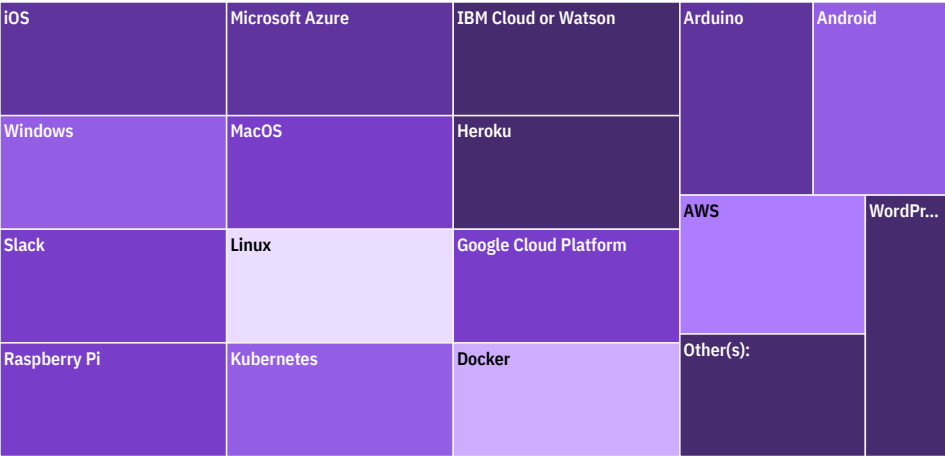 iOS
Microsoft Azure
IBM Cloud or Watson
Arduino
Android
Windows
MacOS
Heroku
AWS
WordPr...
Slack
Linux
Google Cloud Platform
Other(s):
Raspberry Pi
Kubernetes
Docker